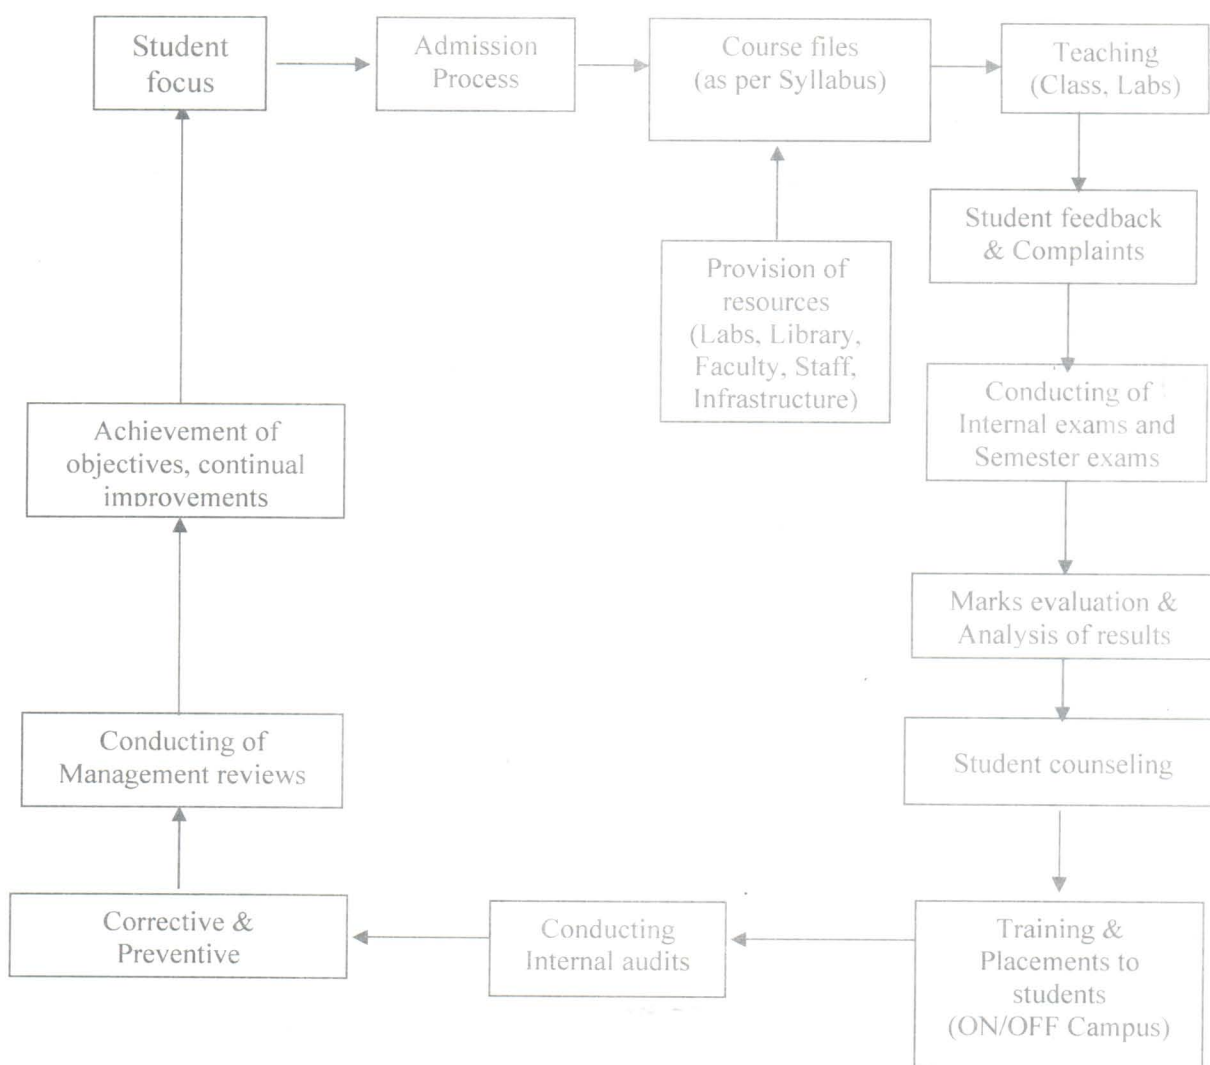 Student
focus
Admission
Process
Course files
(as per Syllabus)
Teaching
(Class, Labs)
Student feedback
& Complaints
Provision of
resources
(Labs, Library,
Faculty, Staff,
Infrastructure)
Conducting of
Internal exams and
Semester exams
Achievement of
objectives, continual
improvements
Marks evaluation &
Analysis of results
Conducting of
Management reviews
Student counseling
Corrective &
Preventive
Conducting
Internal audits
Training &
Placements to
students
(ON/OFF Campus)